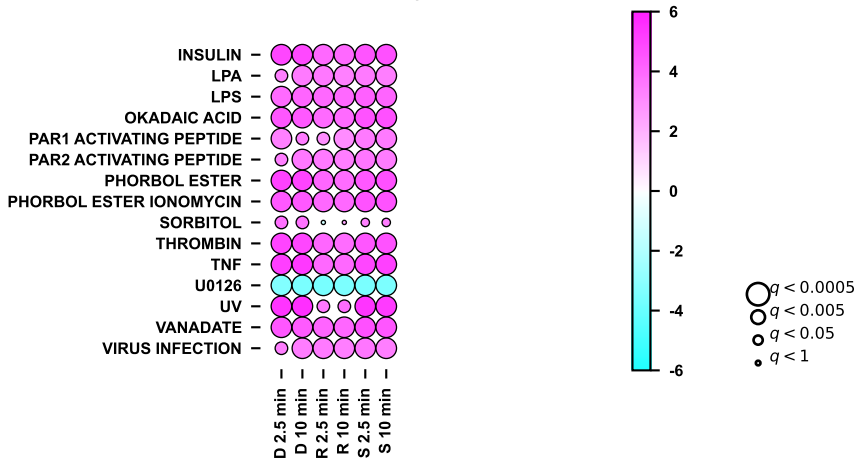 INSULIN
LPA
LPS
OKADAIC ACID
PAR1 ACTIVATING PEPTIDE
PAR2 ACTIVATING PEPTIDE
PHORBOL ESTER
PHORBOL ESTER IONOMYCIN
SORBITOL
THROMBIN
TNF
U0126
UV
VANADATE
VIRUS INFECTION
D 2.5 min
D 10 min
R 2.5 min
R 10 min
S 2.5 min
S 10 min
6
4
2
0
-2
-4
-6
q < 0.0005
q < 0.005
q < 0.05
q < 1